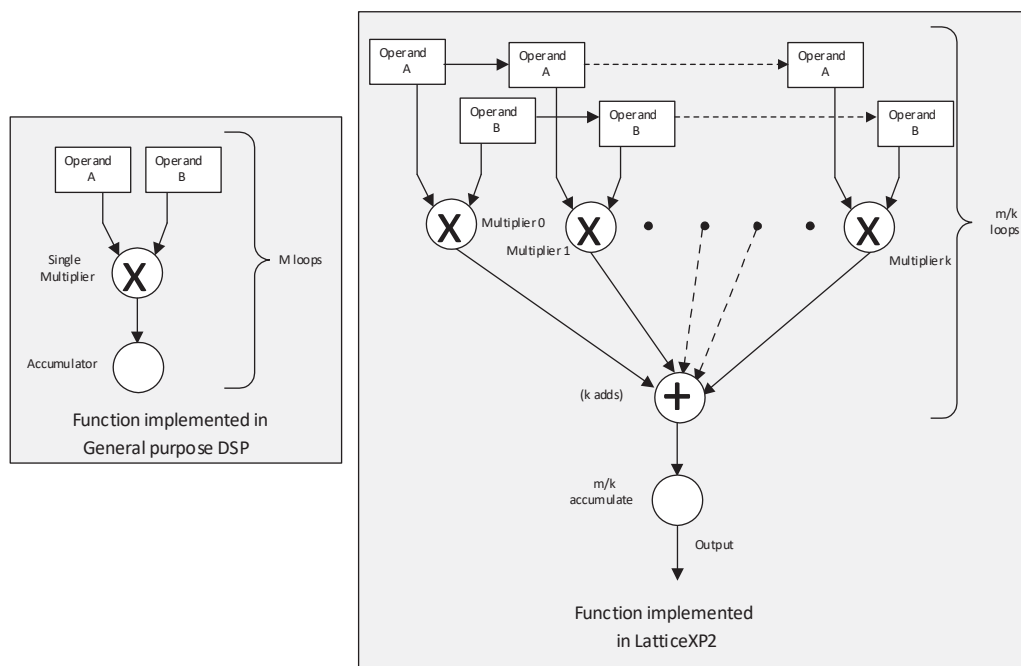 Operand
A
Operand
B
Single
Multiplier
X
M loops
Accumulator
Function implemented in
General purpose DSP
Operand
A
Operand
A
Operand
A
Operand
B
Operand
B
Operand
B
X
Multiplier 0
X
Multiplier 1
X
Multiplier k
m/k
loops
(k adds)
+
m/k
accumulate
Output
Function implemented
in LatticeXP2